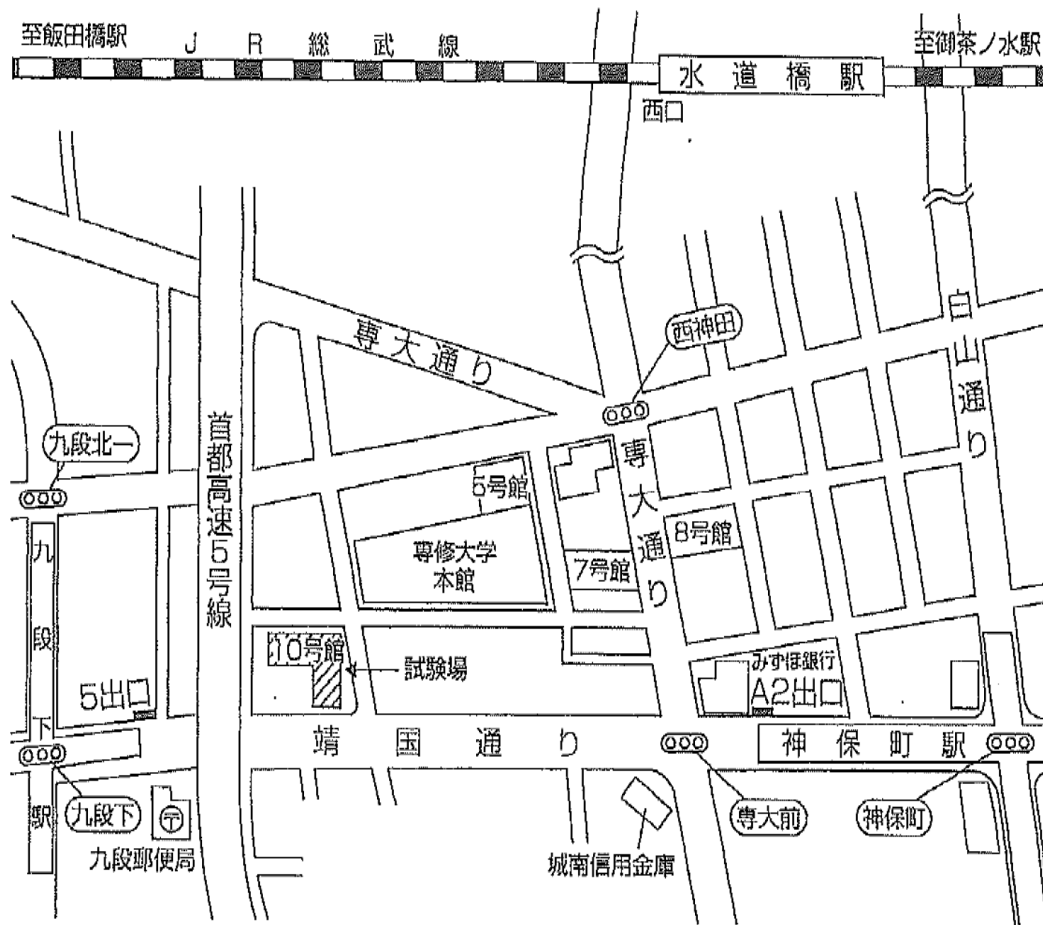 至飯田橋駅
JR総武線
至御茶ノ水駅
水道橋駅
西口
白山通り
西神田
専大通り
九段北一
首都高速5号線
専大通り
5号館
8号館
専修大学
本館
7号館
九段下駅
10号館
試験場
みずほ銀行
A2出口
5出口
靖国通り
神保町駅
九段下
〒
専大前
神保町
九段郵便局
城南信用金庫